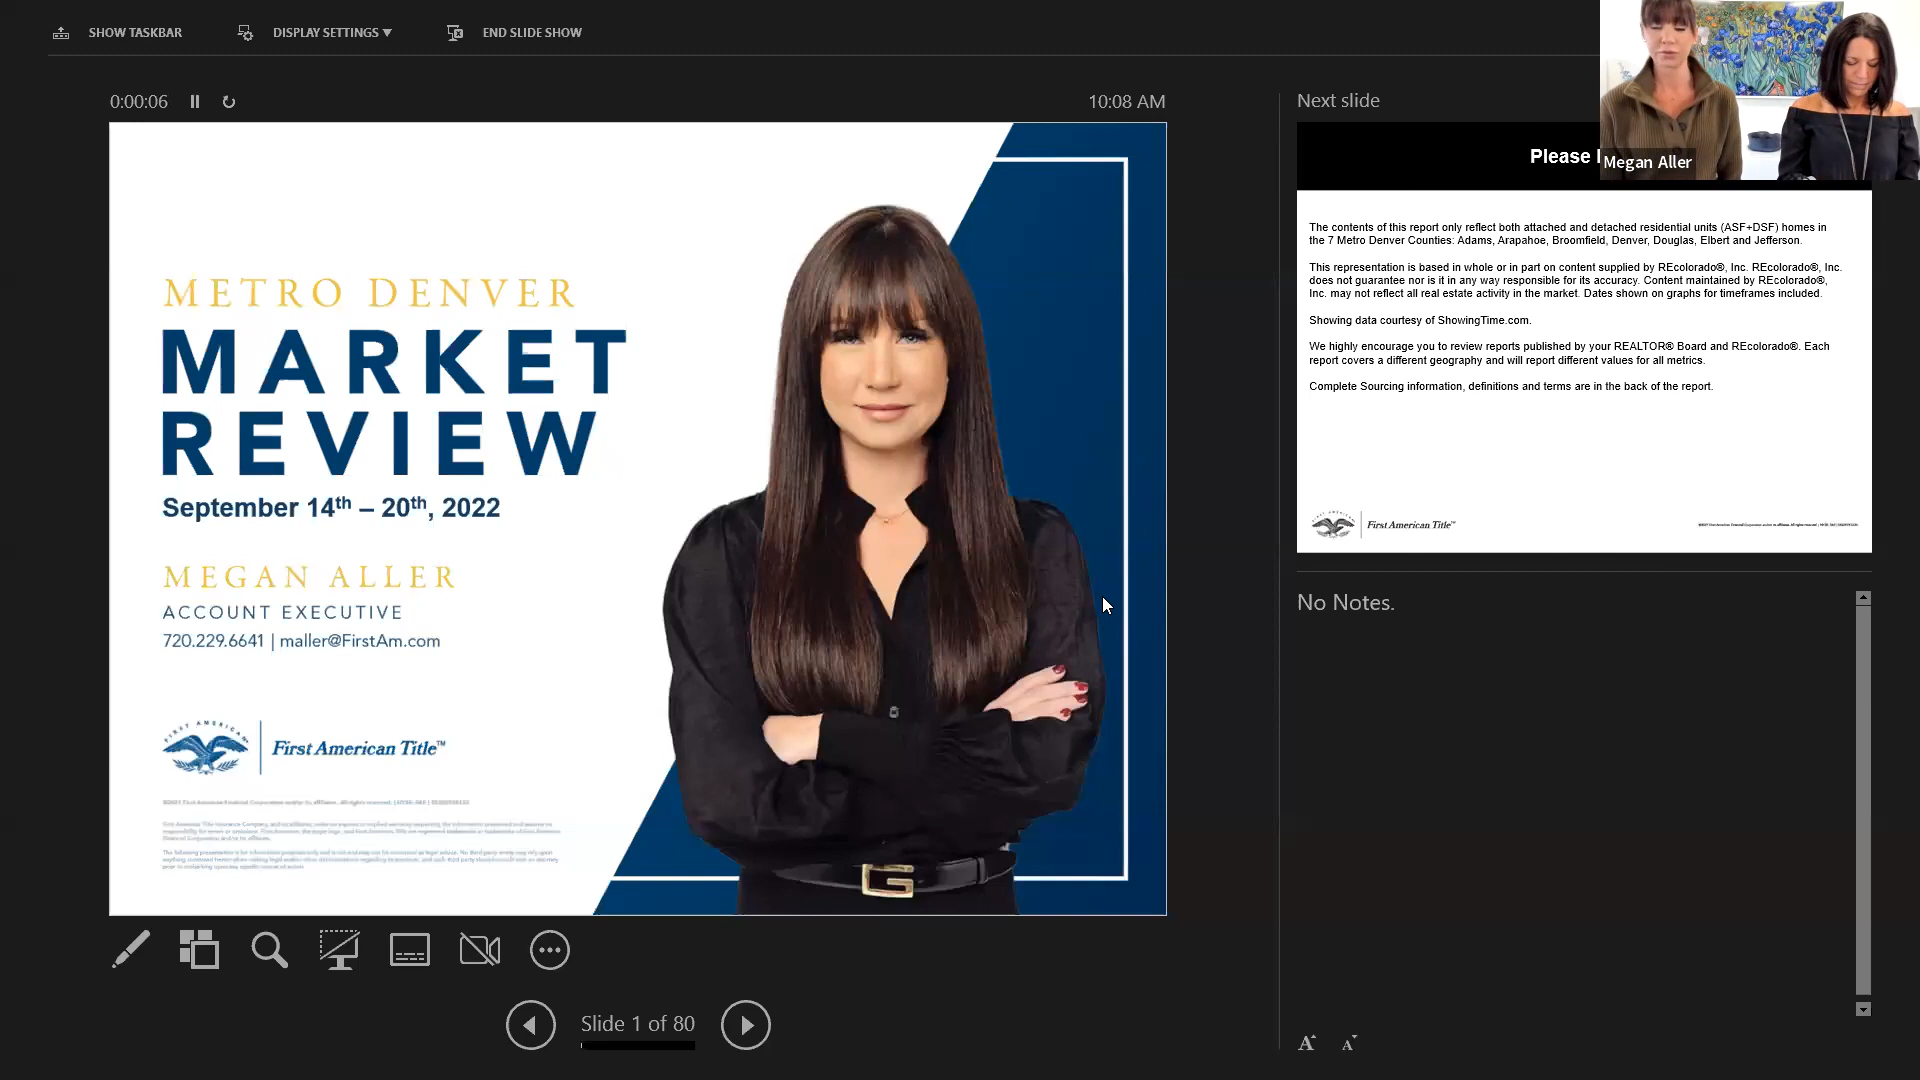 SHOW TASKBAR
DISPLAY SETTINGS ▼
END SLIDE SHOW
0:00:06
10:08 AM
METRO DENVER
MARKET
REVIEW
September 14th – 20th, 2022
MEGAN ALLER
ACCOUNT EXECUTIVE
720.229.6641 | maller@FirstAm.com
FIRST AMERICAN
First American Title™
Slide 1 of 80
Next slide
Please
Megan Aller
The contents of this report only reflect both attached and detached residential units (ASF+DSF) homes in
the 7 Metro Denver Counties: Adams, Arapahoe, Broomfield, Denver, Douglas, Elbert and Jefferson.
This representation is based in whole or in part on content supplied by REcolorado®, Inc. REcolorado®, Inc.
does not guarantee nor is it in any way responsible for its accuracy. Content maintained by REcolorado®,
Inc. may not reflect all real estate activity in the market. Dates shown on graphs for timeframes included.
Showing data courtesy of ShowingTime.com.
We highly encourage you to review reports published by your REALTOR® Board and REcolorado®. Each
report covers a different geography and will report different values for all metrics.
Complete Sourcing information, definitions and terms are in the back of the report.
First American Title™
No Notes.
A A